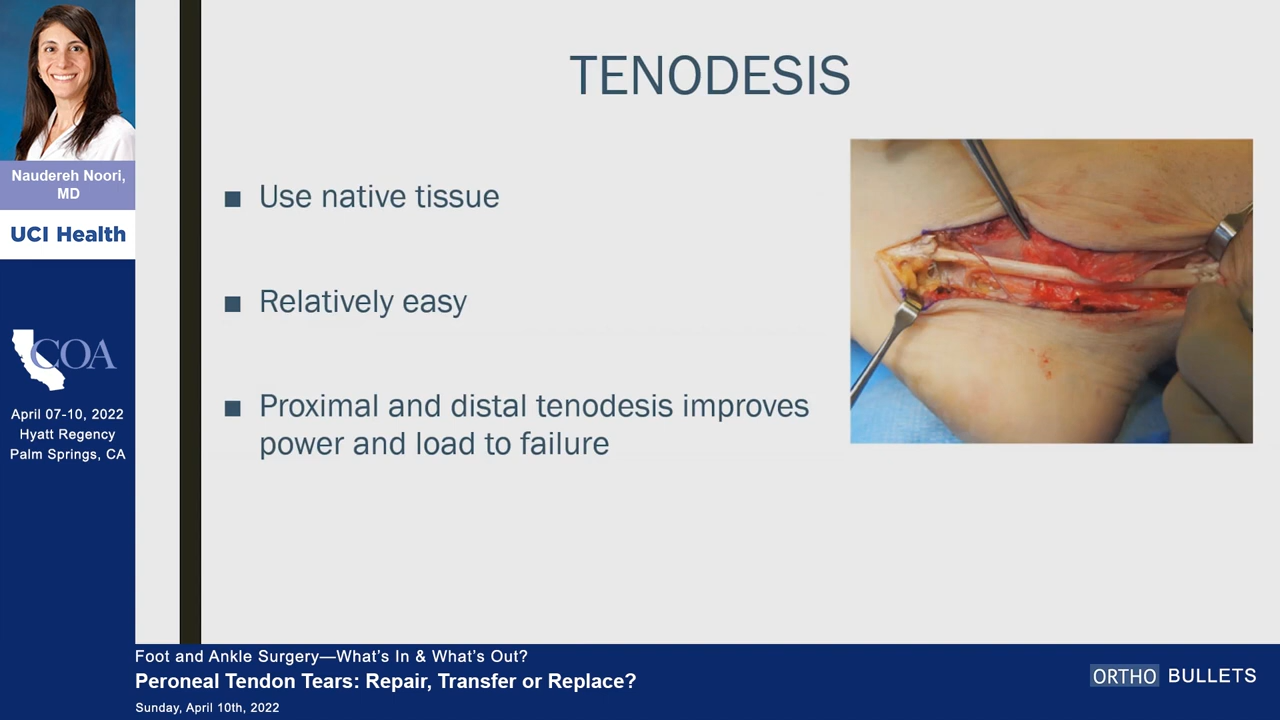 Naudereh Noori,
MD
UCI Health
COA
April 07-10, 2022
Hyatt Regency
Palm Springs, CA
TENODESIS
■ Use native tissue
■ Relatively easy
■ Proximal and distal tenodesis improves
power and load to failure
Foot and Ankle Surgery—What's In & What's Out?
Peroneal Tendon Tears: Repair, Transfer or Replace?
Sunday, April 10th, 2022
ORTHO BULLETS